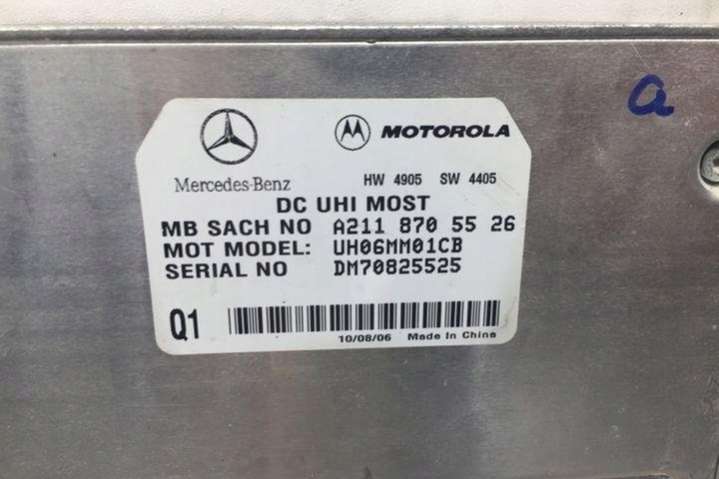 Mercedes-Benz
MOTOROLA
HW 4905 SW 4405
DC UHI MOST
MB SACH NO A211 870 55 26
MOT MODEL: UH06MM01CB
SERIAL NO DM70825525
Q1
10/08/06 Made In China
a